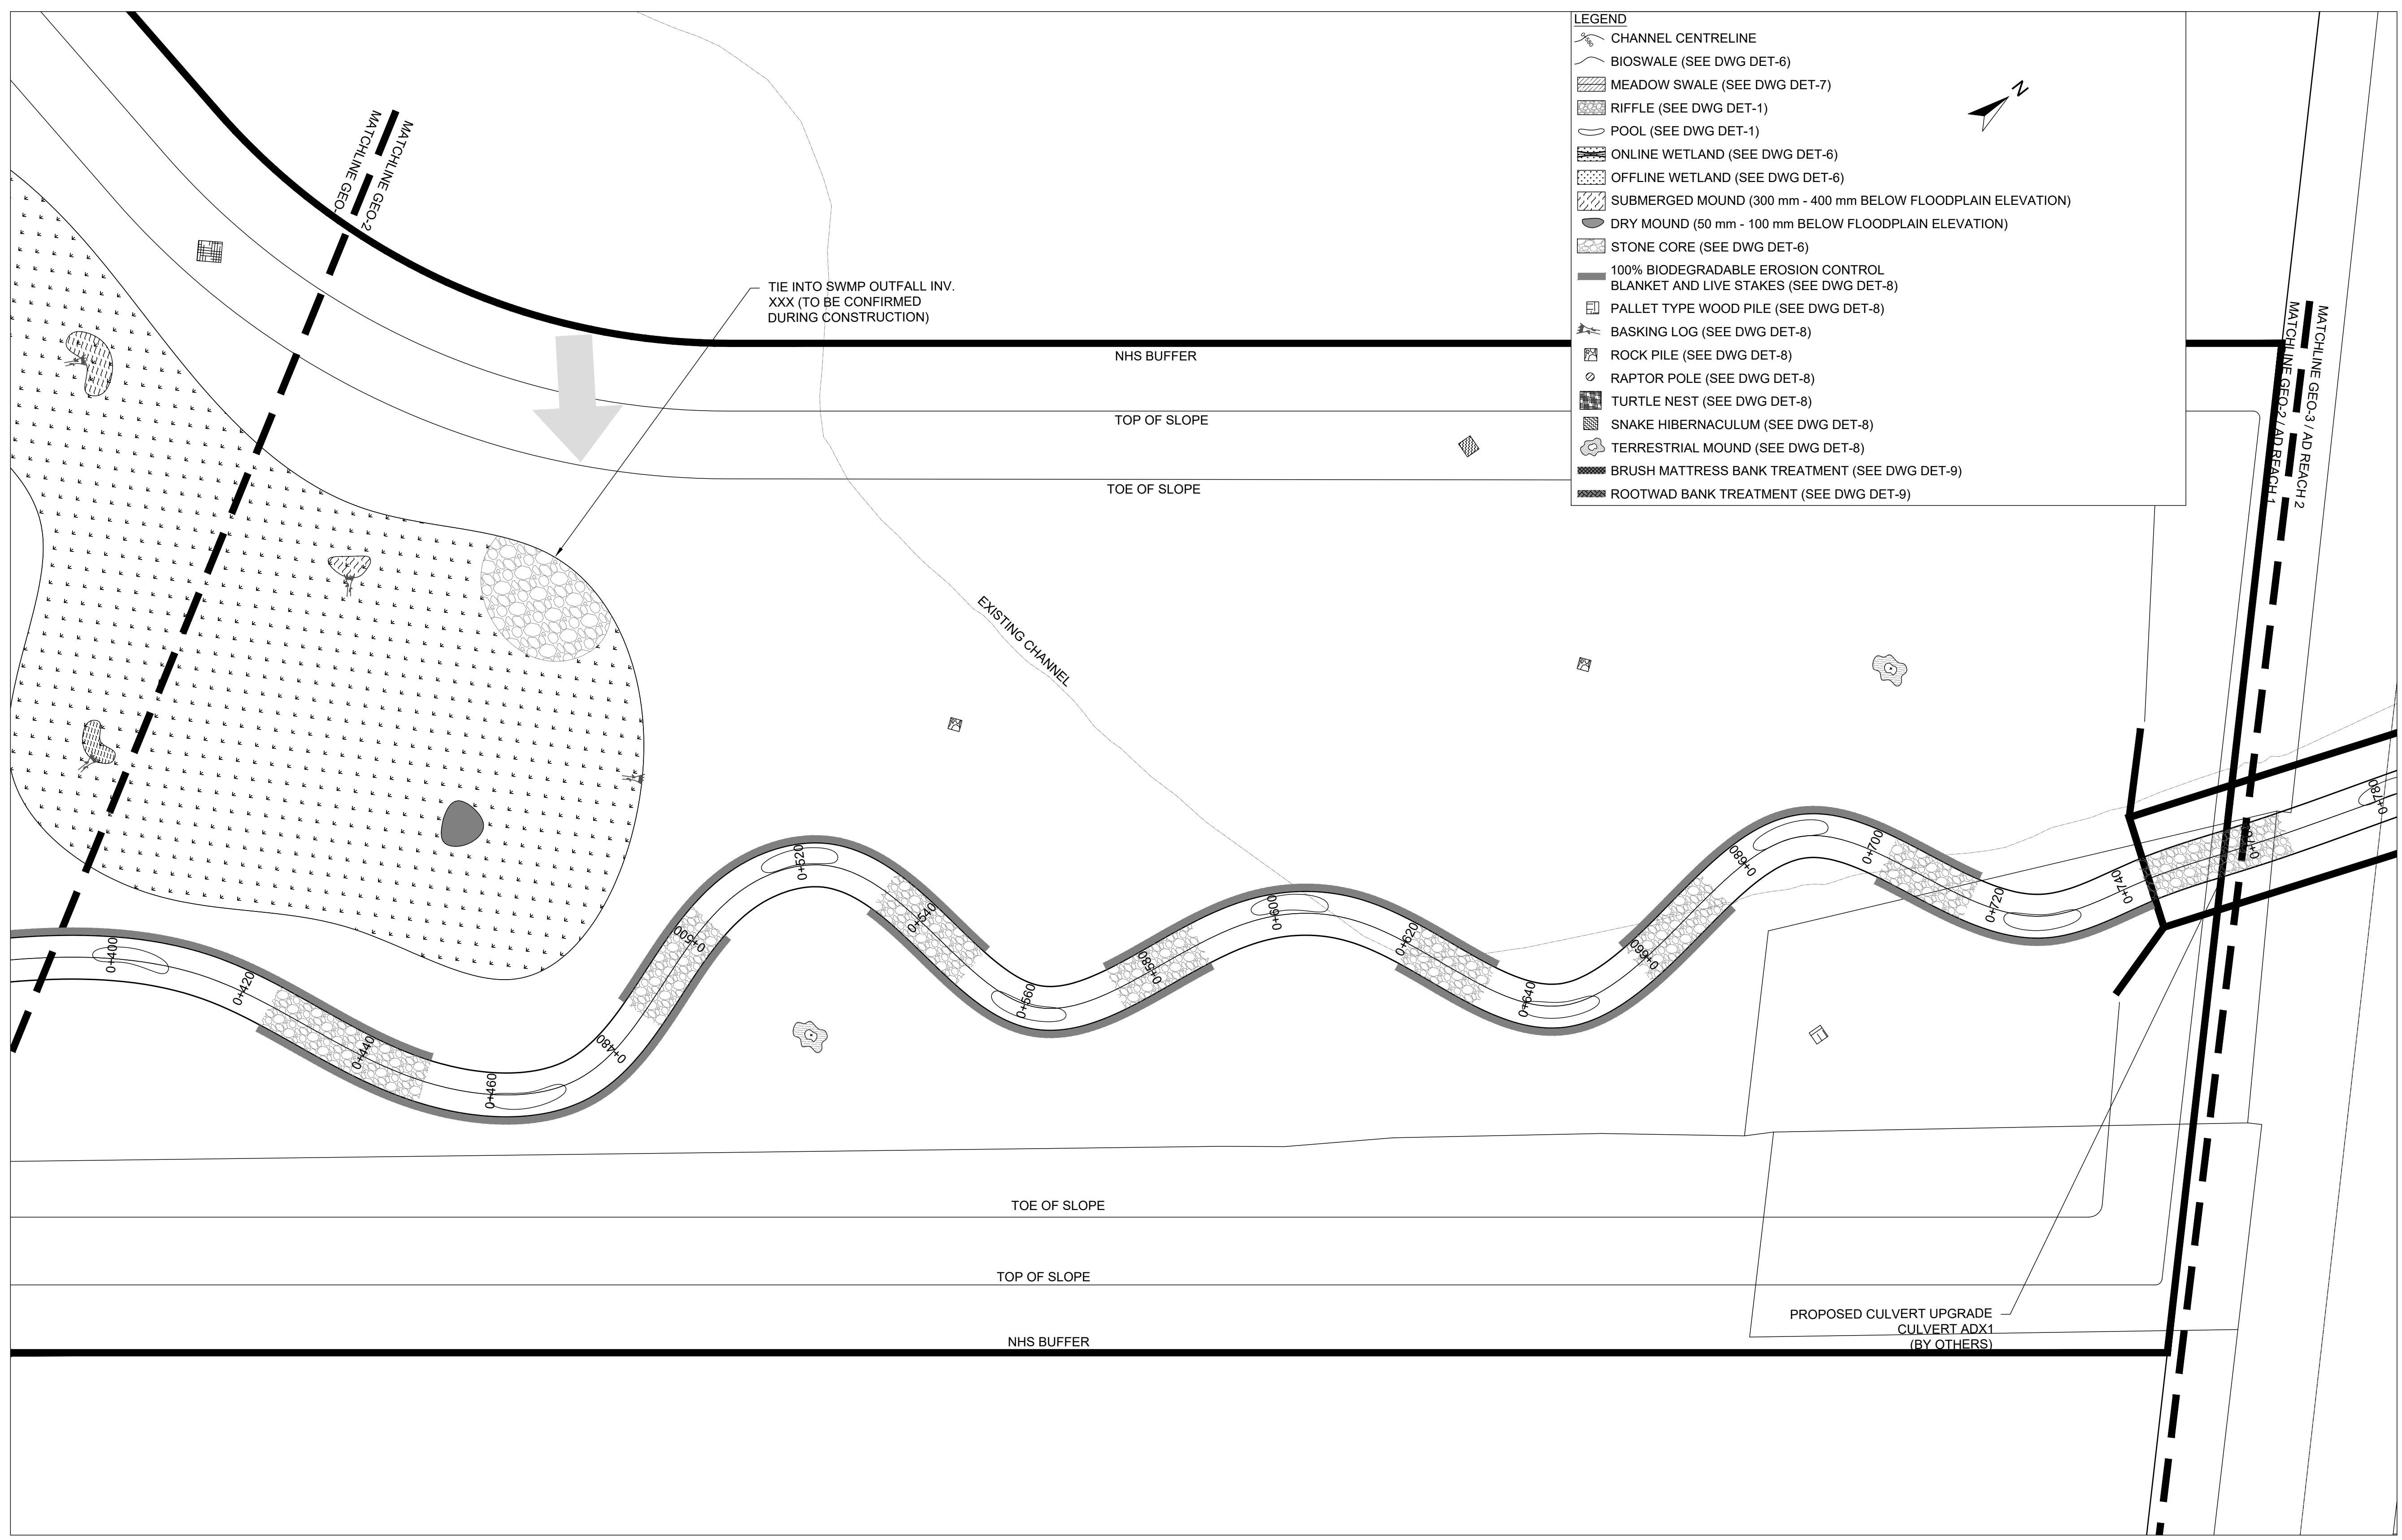 LEGEND
0+580
CHANNEL CENTRELINE
BIOSWALE (SEE DWG DET-6)
MEADOW SWALE (SEE DWG DET-7)
RIFFLE (SEE DWG DET-1)
POOL (SEE DWG DET-1)
ONLINE WETLAND (SEE DWG DET-6)
OFFLINE WETLAND (SEE DWG DET-6)
SUBMERGED MOUND (300 mm - 400 mm BELOW FLOODPLAIN ELEVATION)
DRY MOUND (50 mm - 100 mm BELOW FLOODPLAIN ELEVATION)
STONE CORE (SEE DWG DET-6)
100% BIODEGRADABLE EROSION CONTROL
BLANKET AND LIVE STAKES (SEE DWG DET-8)
PALLET TYPE WOOD PILE (SEE DWG DET-8)
BASKING LOG (SEE DWG DET-8)
ROCK PILE (SEE DWG DET-8)
RAPTOR POLE (SEE DWG DET-8)
TURTLE NEST (SEE DWG DET-8)
SNAKE HIBERNACULUM (SEE DWG DET-8)
TERRESTRIAL MOUND (SEE DWG DET-8)
BRUSH MATTRESS BANK TREATMENT (SEE DWG DET-9)
ROOTWAD BANK TREATMENT (SEE DWG DET-9)
N
MATCHLINE GEO-
MATCHLINE GEO-2
TIE INTO SWMP OUTFALL INV.
XXX (TO BE CONFIRMED
DURING CONSTRUCTION)
NHS BUFFER
TOP OF SLOPE
TOE OF SLOPE
MATCHLINE GEO-2 / AD REACH 1
MATCHLINE GEO-3 / AD REACH 2
EXISTING CHANNEL
0+400
0+420
0+440
0+460
0+480
0+500
0+520
0+540
0+560
0+580
0+600
0+620
0+640
0+660
0+680
0+700
0+720
0+740
0+760
0+780
TOE OF SLOPE
TOP OF SLOPE
NHS BUFFER
PROPOSED CULVERT UPGRADE
CULVERT ADX1
(BY OTHERS)